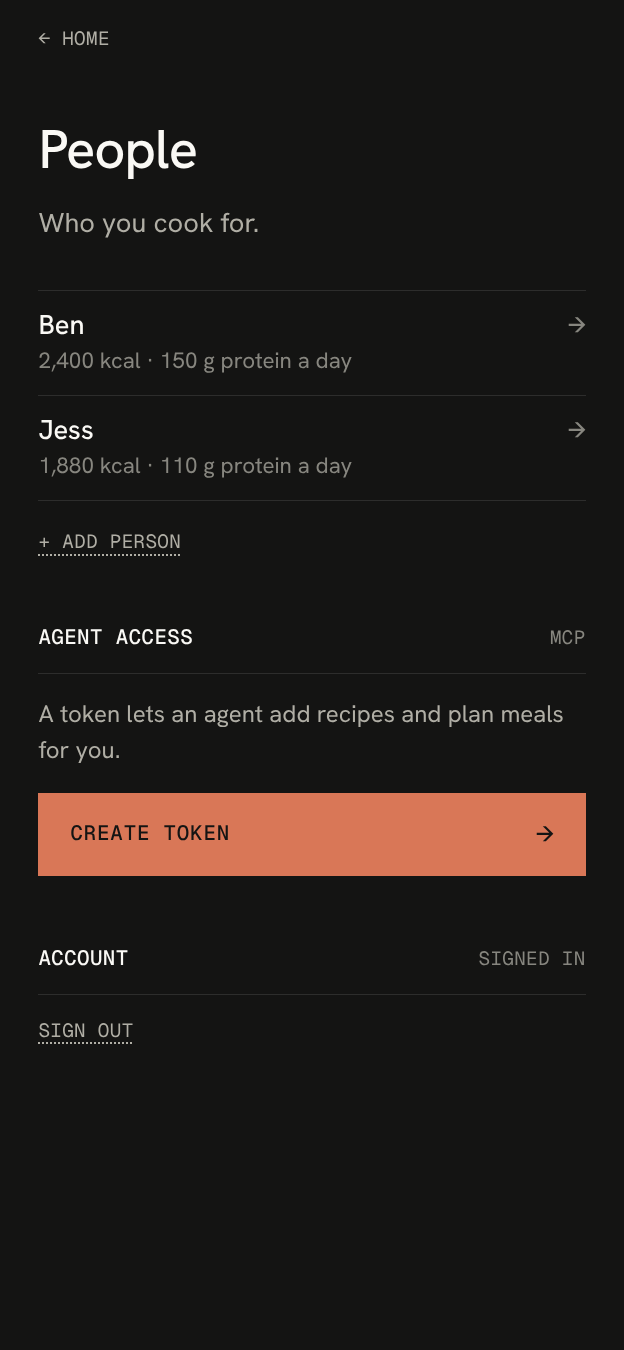 ← HOME
People
Who you cook for.
Ben →
2,400 kcal · 150 g protein a day
Jess →
1,880 kcal · 110 g protein a day
+ ADD PERSON
AGENT ACCESS MCP
A token lets an agent add recipes and plan meals
for you.
CREATE TOKEN →
ACCOUNT SIGNED IN
SIGN OUT